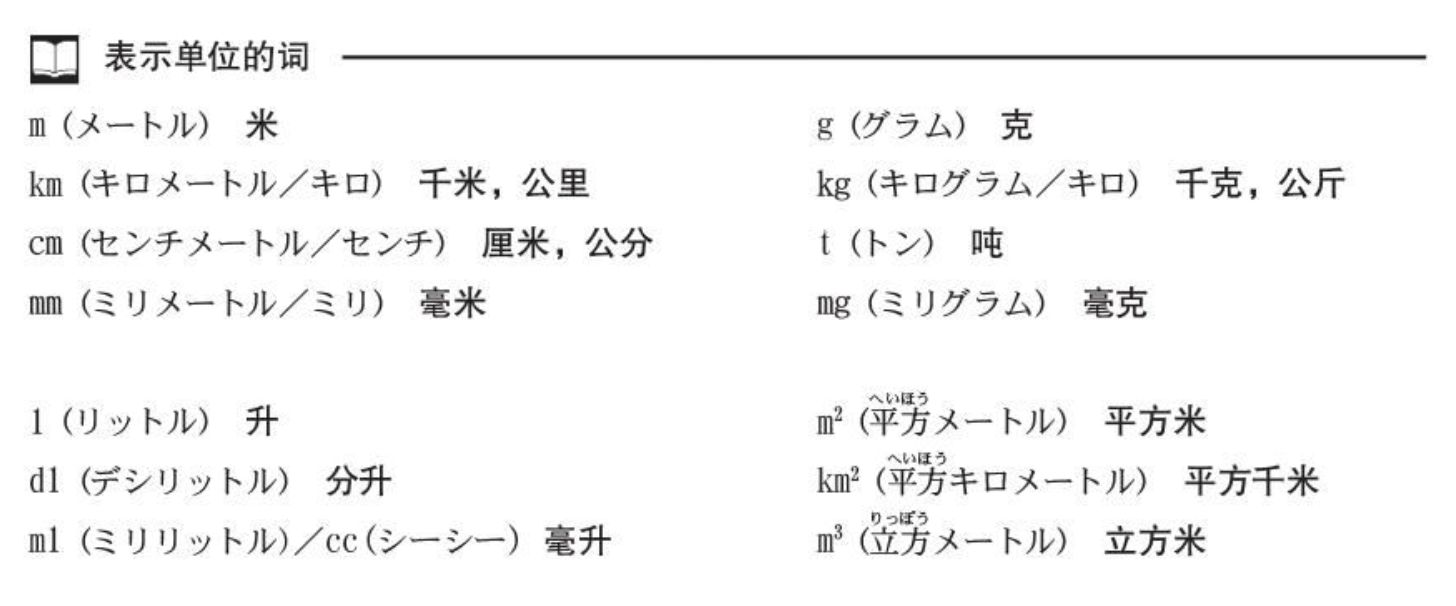 表示单位的词
m (メートル) 米
km (キロメートル／キロ) 千米，公里
cm (センチメートル／センチ) 厘米，公分
mm (ミリメートル／ミリ) 毫米
l (リットル) 升
dl (デシリットル) 分升
ml (ミリリットル)／cc(シーシー) 毫升
g (グラム) 克
kg (キログラム／キロ) 千克，公斤
t (トン) 吨
mg (ミリグラム) 毫克
へいほう
m² (平方メートル) 平方米
へいほう
km² (平方キロメートル) 平方千米
りっぽう
m³ (立方メートル) 立方米